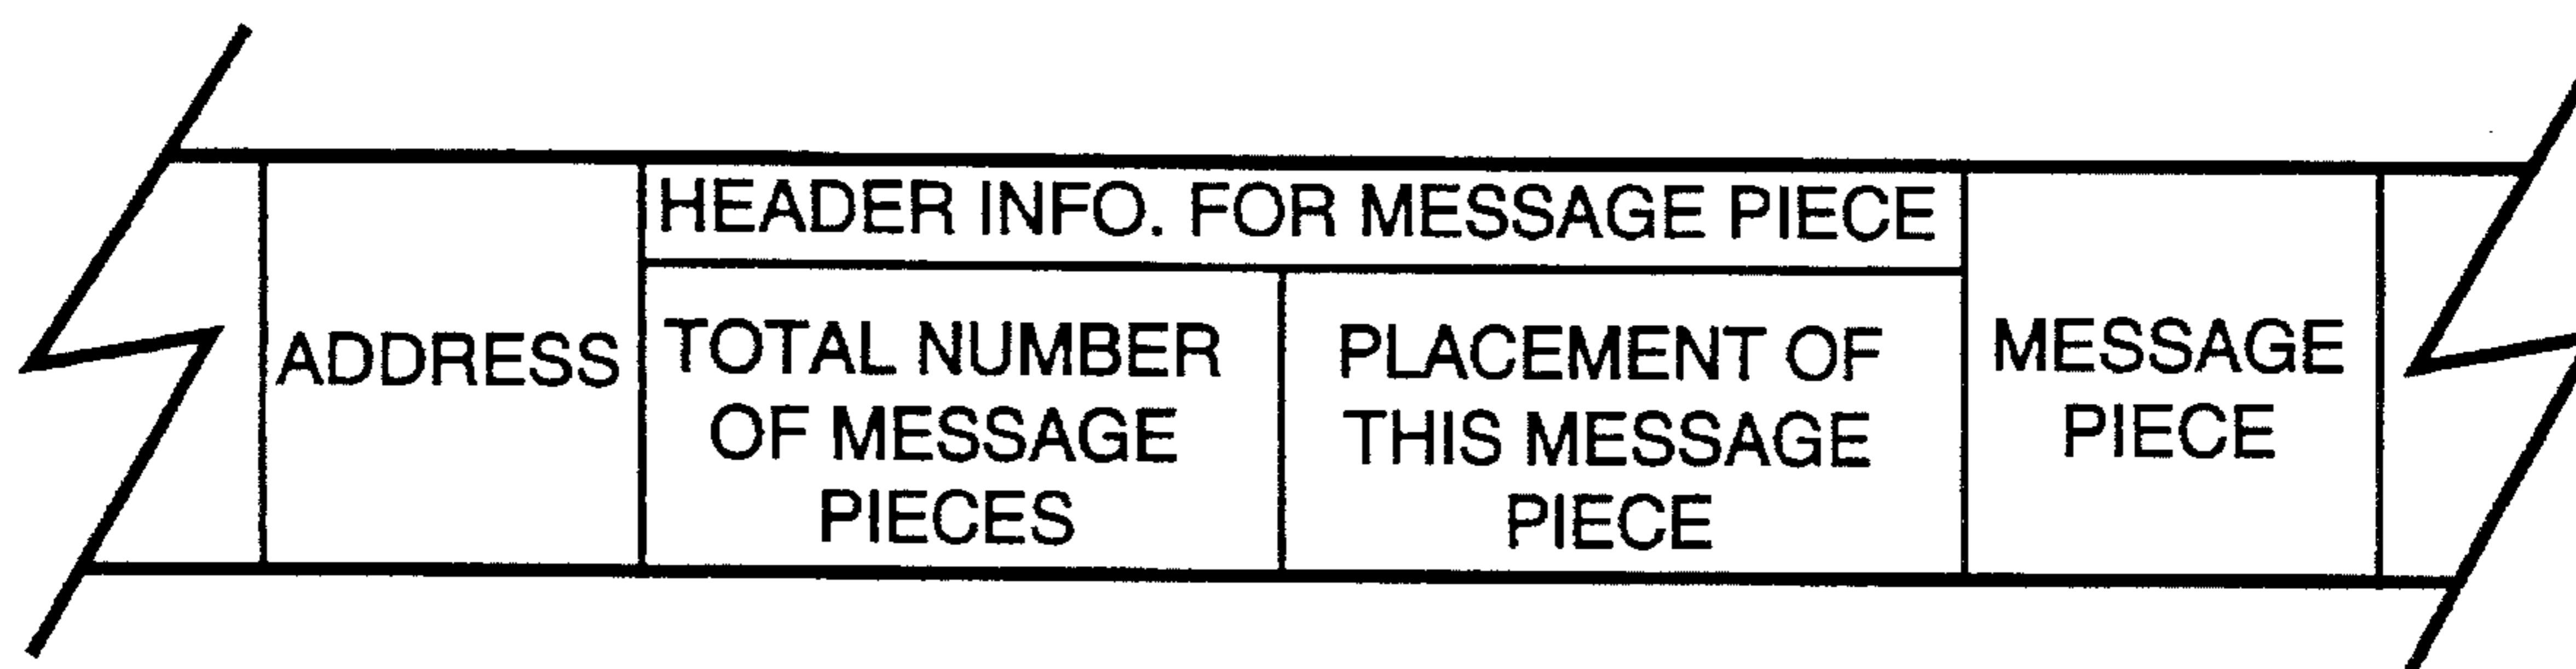 HEADER INFO. FOR MESSAGE PIECE
ADDRESS
TOTAL NUMBER
OF MESSAGE
PIECES
PLACEMENT OF
THIS MESSAGE
PIECE
MESSAGE
PIECE